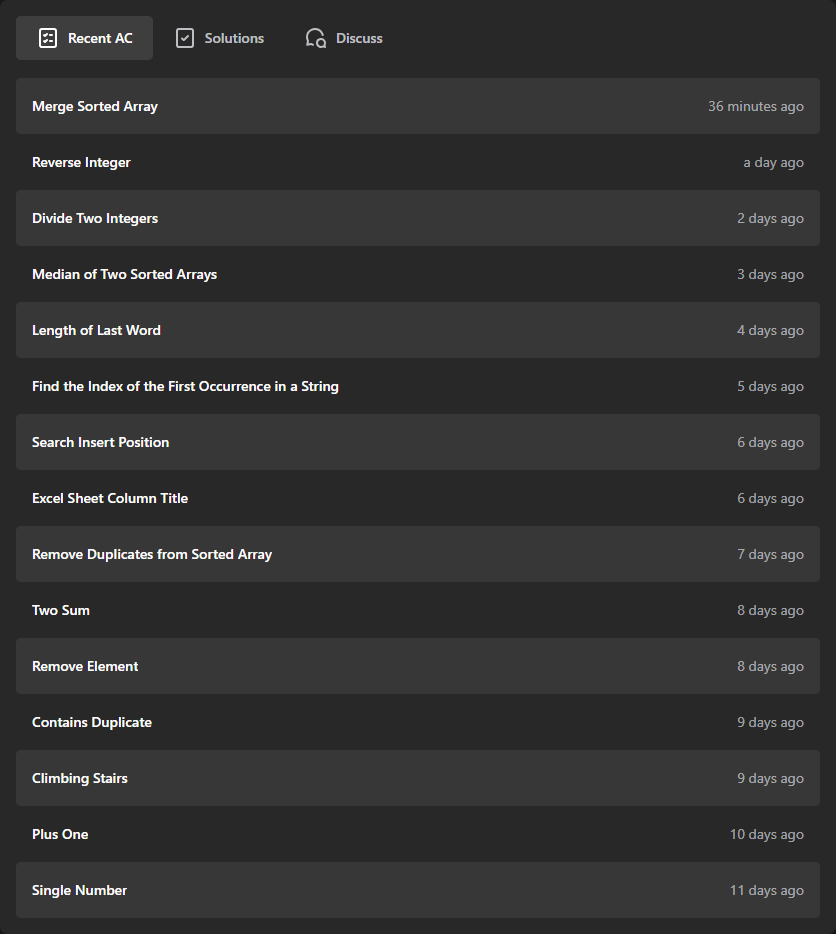 Recent AC Solutions Discuss
Merge Sorted Array 36 minutes ago
Reverse Integer a day ago
Divide Two Integers 2 days ago
Median of Two Sorted Arrays 3 days ago
Length of Last Word 4 days ago
Find the Index of the First Occurrence in a String 5 days ago
Search Insert Position 6 days ago
Excel Sheet Column Title 6 days ago
Remove Duplicates from Sorted Array 7 days ago
Two Sum 8 days ago
Remove Element 8 days ago
Contains Duplicate 9 days ago
Climbing Stairs 9 days ago
Plus One 10 days ago
Single Number 11 days ago